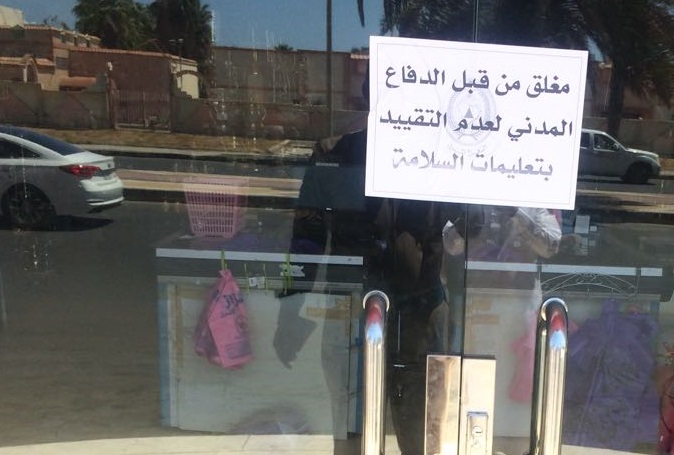 مغلق من قبل الدفاع
المدني لعدم التقييد
بتعليمات السلامة